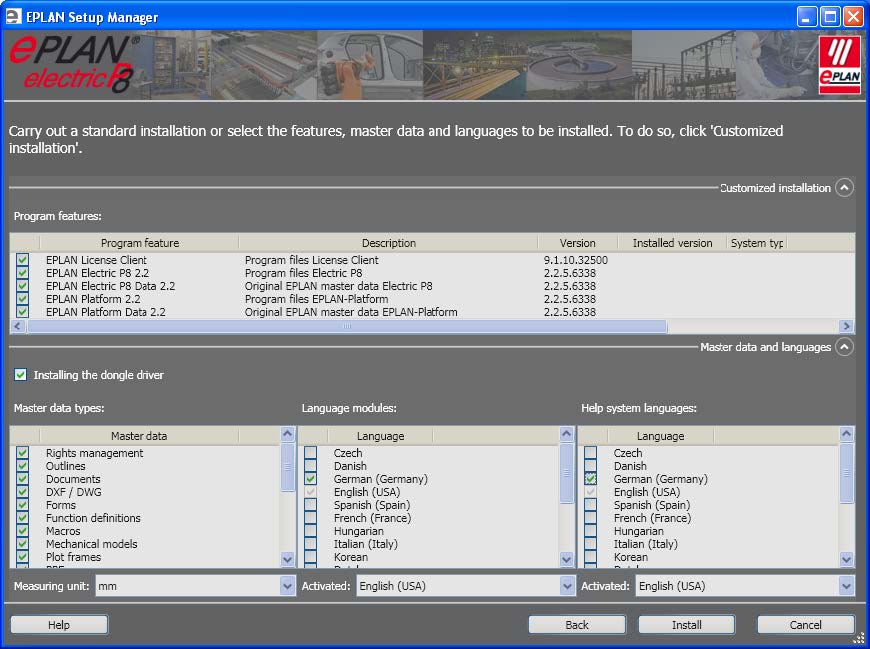 EPLAN Setup Manager
ePLAN®
electric P8
ePLAN
Carry out a standard installation or select the features, master data and languages to be installed. To do so, click 'Customized
installation'.
Customized installation
Program features:
Program feature Description Version Installed version System typ
EPLAN License Client Program files License Client 9.1.10.32500
EPLAN Electric P8 2.2 Program files Electric P8 2.2.5.6338
EPLAN Electric P8 Data 2.2 Original EPLAN master data Electric P8 2.2.5.6338
EPLAN Platform 2.2 Program files EPLAN-Platform 2.2.5.6338
EPLAN Platform Data 2.2 Original EPLAN master data EPLAN-Platform 2.2.5.6338
Master data and languages
Installing the dongle driver
Master data types: Language modules: Help system languages:
Master data Language Language
Rights management Czech Czech
Outlines Danish Danish
Documents German (Germany) German (Germany)
DXF / DWG English (USA) English (USA)
Forms Spanish (Spain) Spanish (Spain)
Function definitions French (France) French (France)
Macros Hungarian Hungarian
Mechanical models Italian (Italy) Italian (Italy)
Plot frames Korean Korean
Measuring unit: mm Activated: English (USA) Activated: English (USA)
Help Back Install Cancel